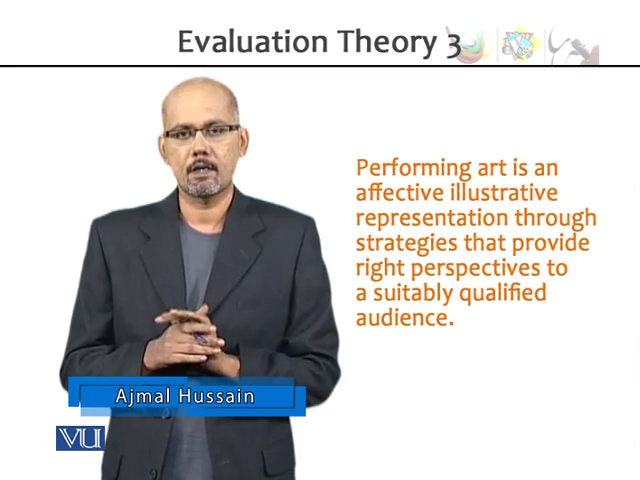 Evaluation Theory 3
Performing art is an
affective illustrative
representation through
strategies that provide
right perspectives to
a suitably qualified
audience.
Ajmal Hussain
VU